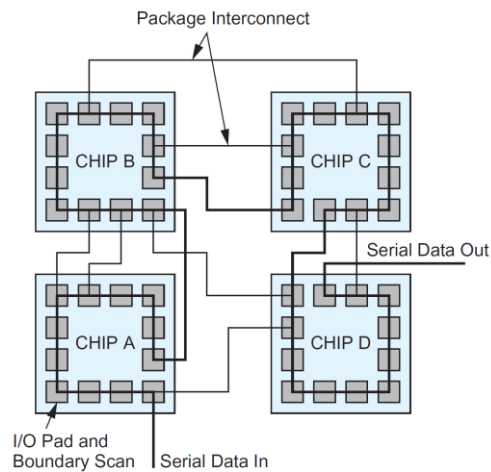 Package Interconnect
CHIP B
CHIP C
Serial Data Out
CHIP A
CHIP D
I/O Pad and
Boundary Scan
Serial Data In